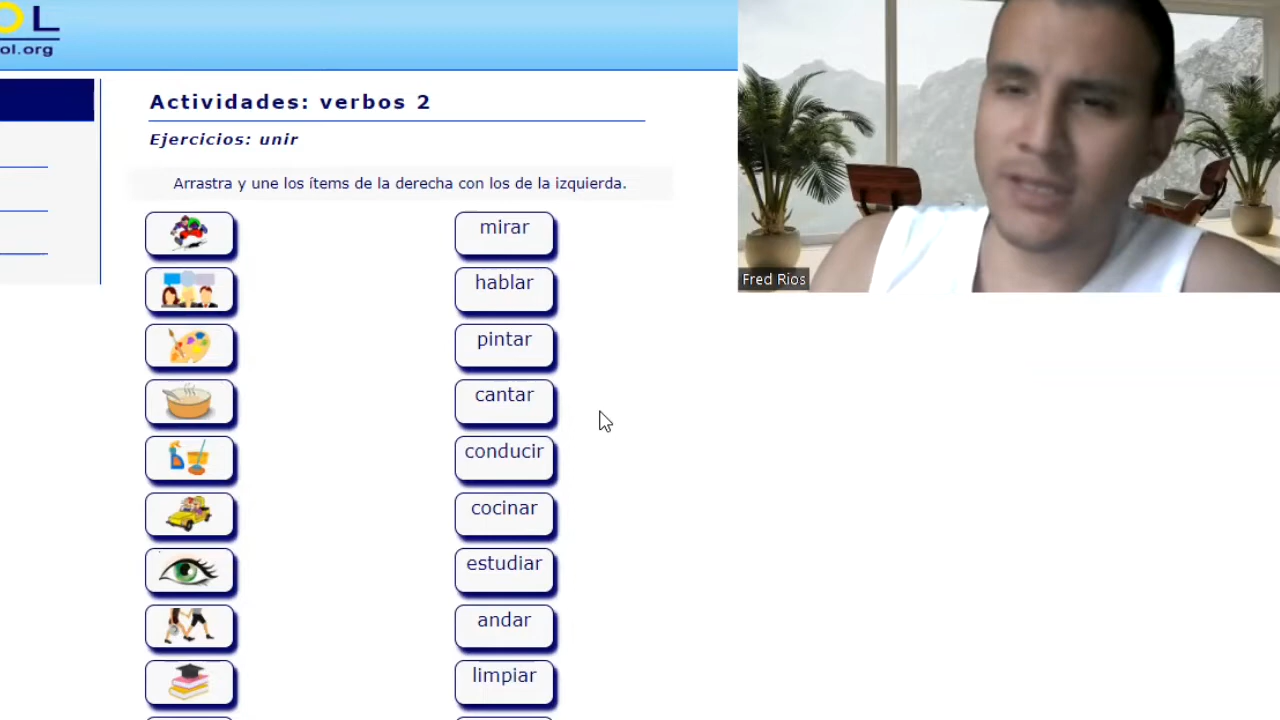 OL
ol.org
Actividades: verbos 2
Ejercicios: unir
Arrastra y une los ítems de la derecha con los de la izquierda.
mirar
hablar
pintar
cantar
conducir
cocinar
estudiar
andar
limpiar
Fred Rios